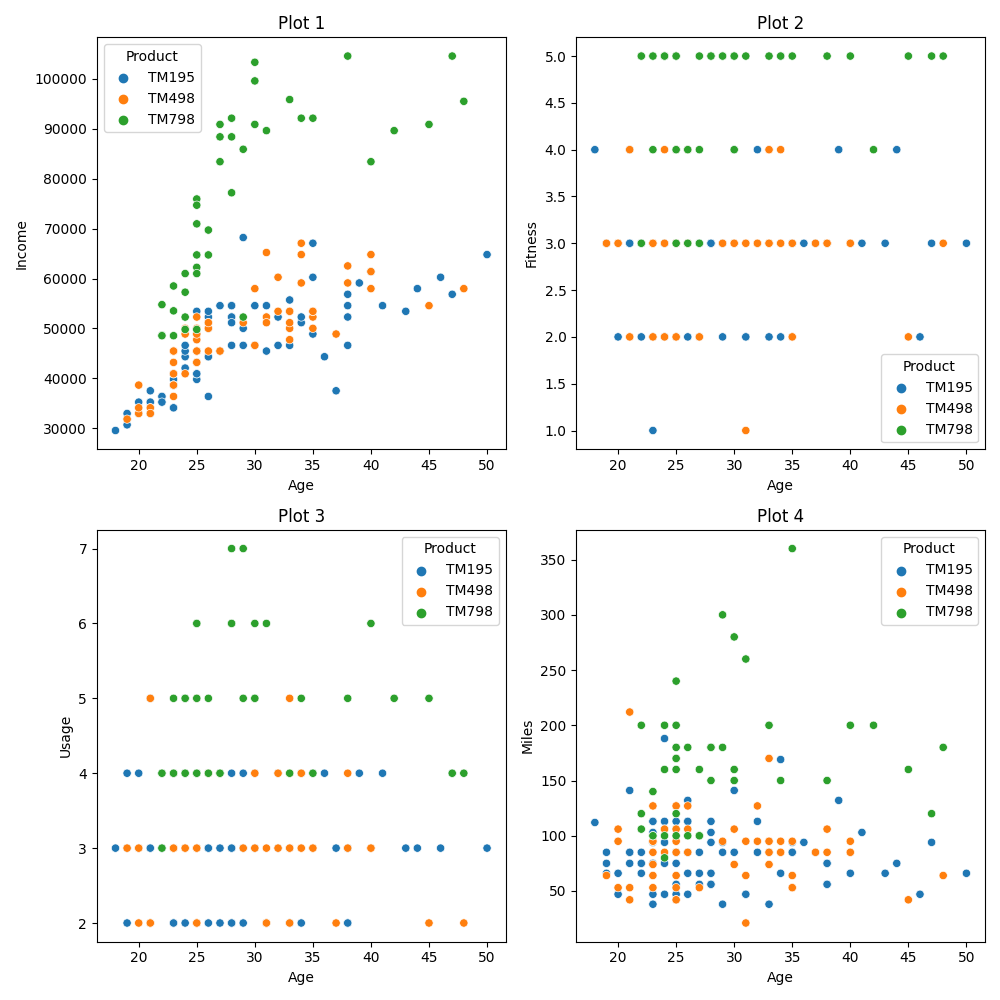 Plot 1
Product
TM195
TM498
TM798
100000
90000
80000
70000
60000
50000
40000
30000
Income
20 25 30 35 40 45 50
Age
Plot 2
5.0
4.5
4.0
3.5
3.0
2.5
2.0
1.5
1.0
Fitness
Product
TM195
TM498
TM798
20 25 30 35 40 45 50
Age
Plot 3
Product
TM195
TM498
TM798
7
6
5
4
3
2
Usage
20 25 30 35 40 45 50
Age
Plot 4
Product
TM195
TM498
TM798
350
300
250
200
150
100
50
Miles
20 25 30 35 40 45 50
Age